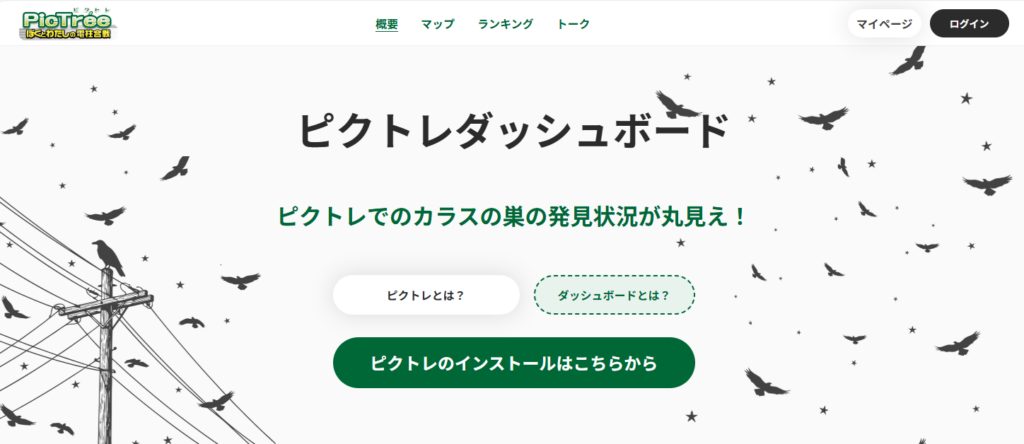 ピクトレ
PicTrée
ぼくとわたしの電柱合戦
概要
マップ
ランキング
トーク
マイページ
ログイン
ピクトレダッシュボード
ピクトレでのカラスの巣の発見状況が丸見え！
ピクトレとは？
ダッシュボードとは？
ピクトレのインストールはこちらから